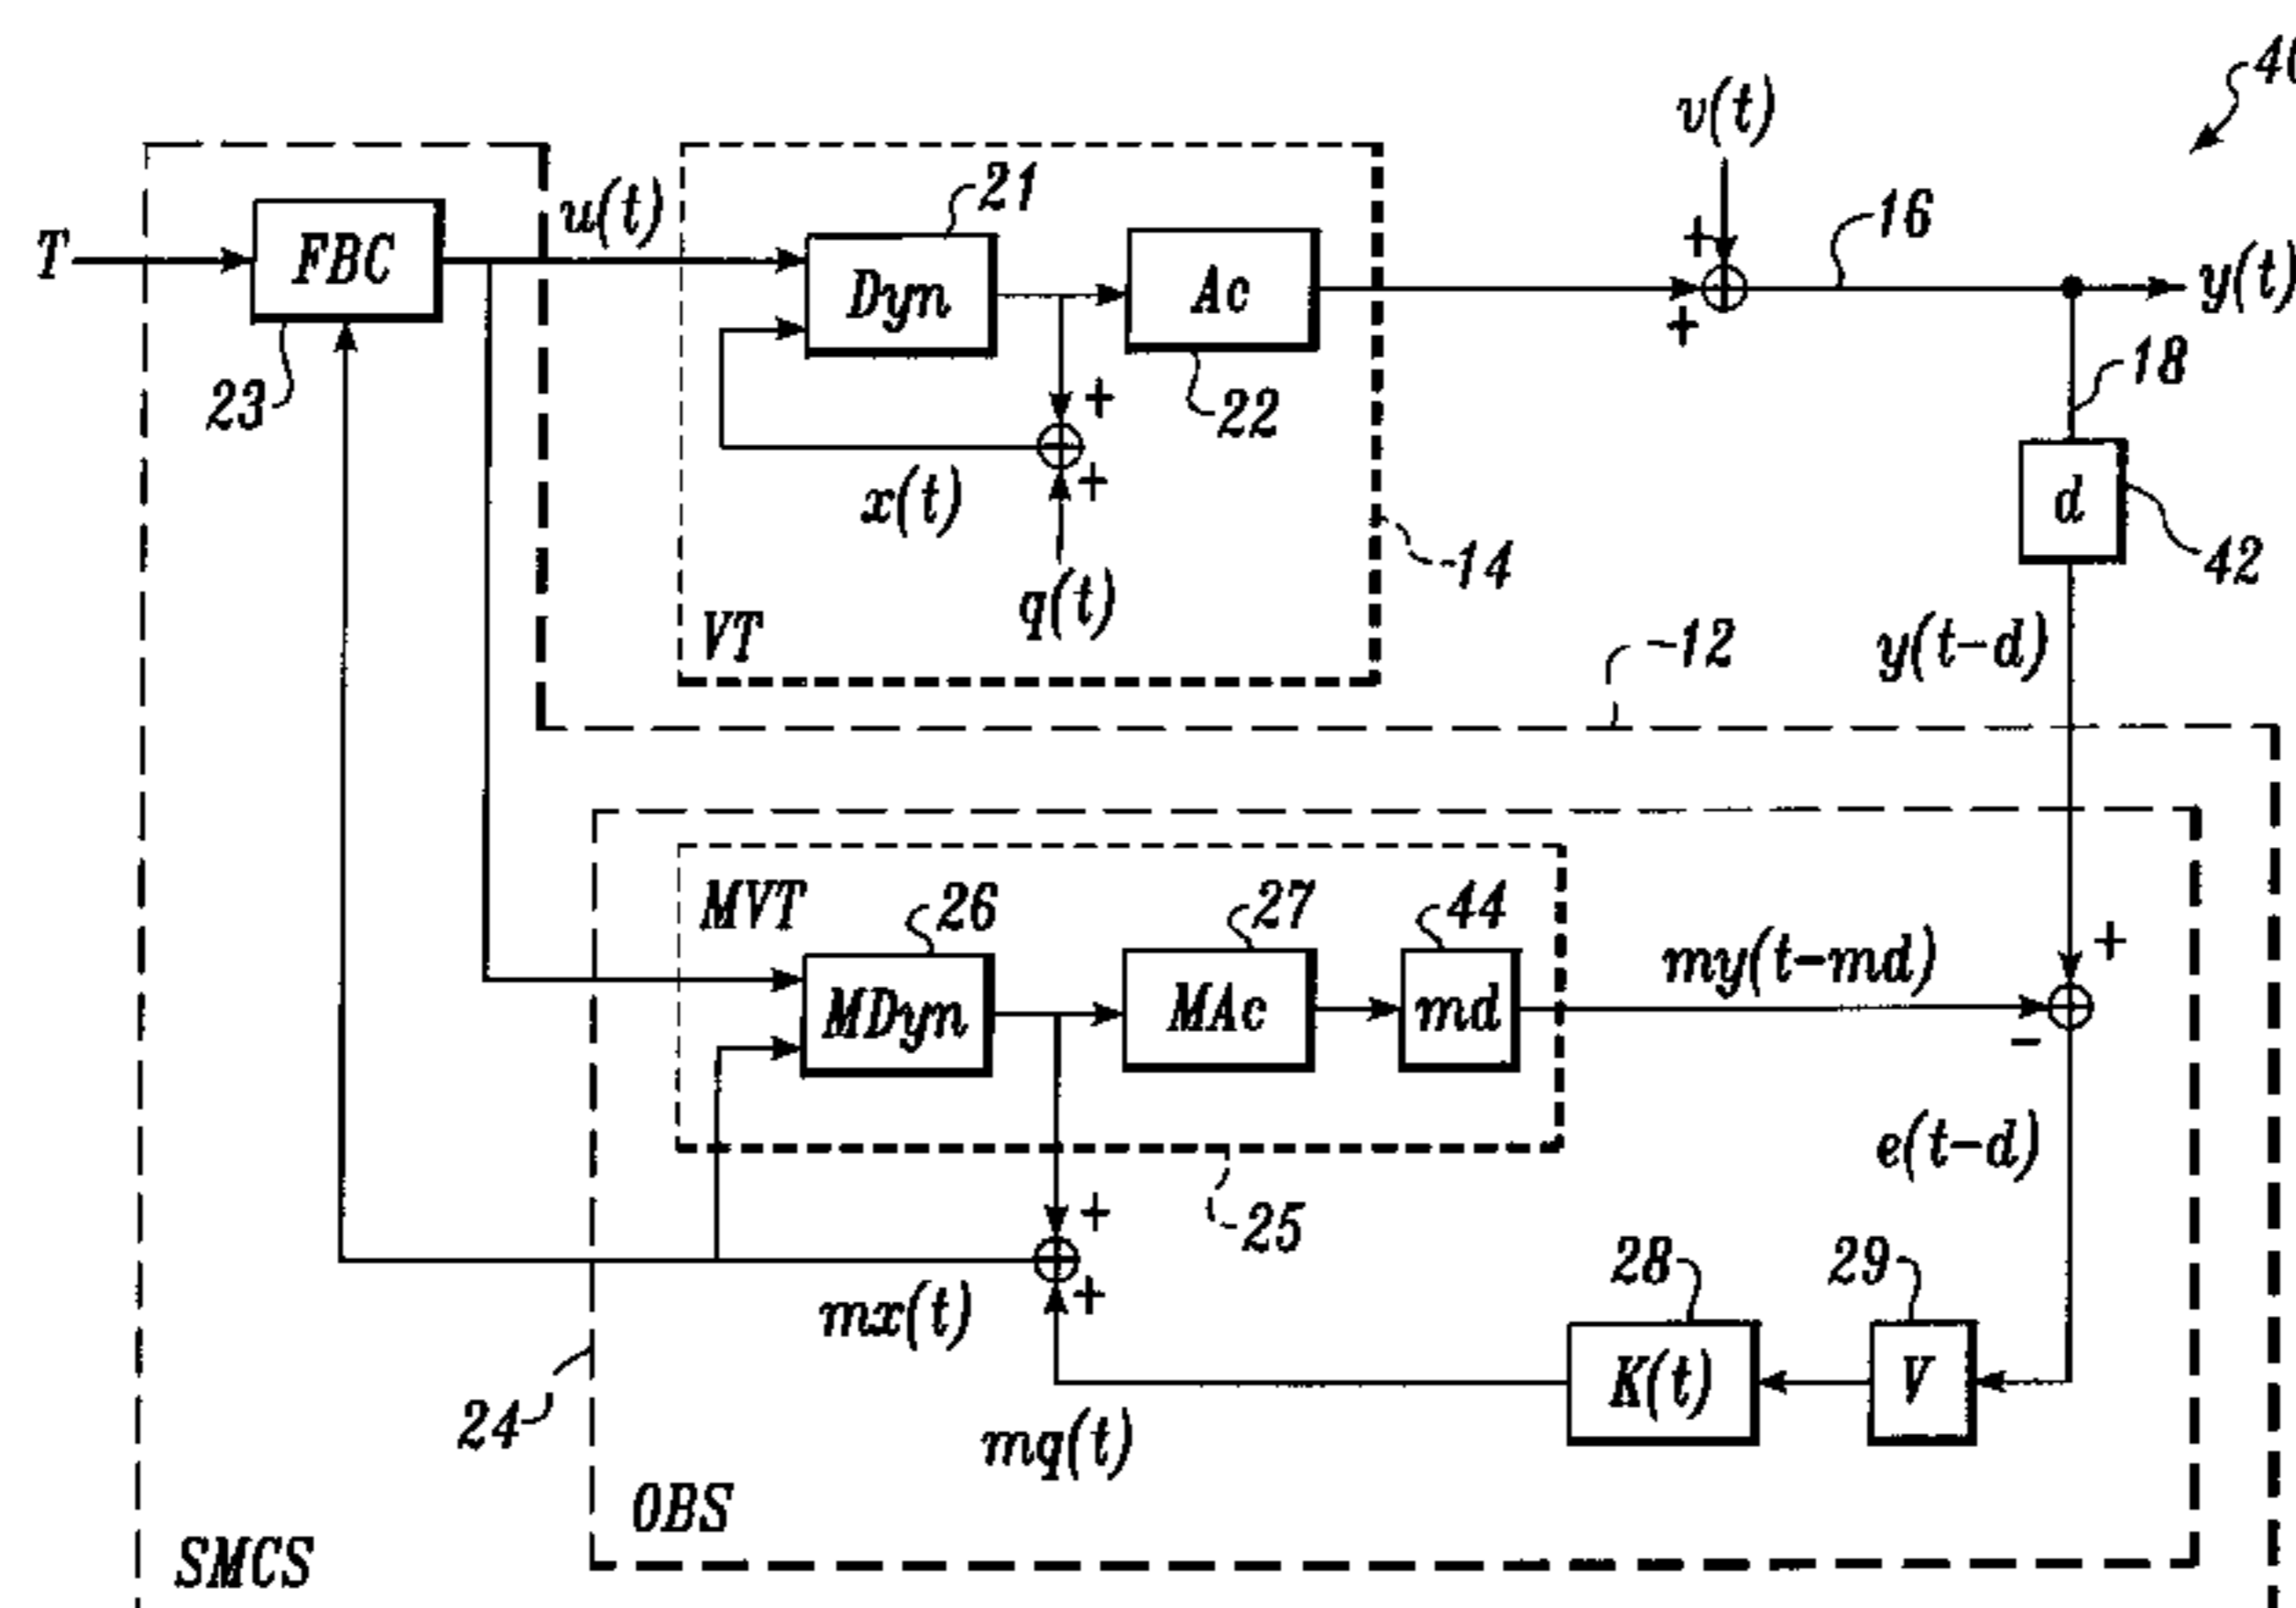 v(t)
+
+
16
y(t)
T
FBC
23
u(t)
21
Dyn
Ac
22
+
+
x(t)
q(t)
VT
14
18
d
42
y(t-d)
12
MVT
26
27
44
MDyn
MAc
md
my(t-md)
+
-
e(t-d)
25
+
+
mx(t)
28
29
K(t)
V
24
mq(t)
OBS
SMCS